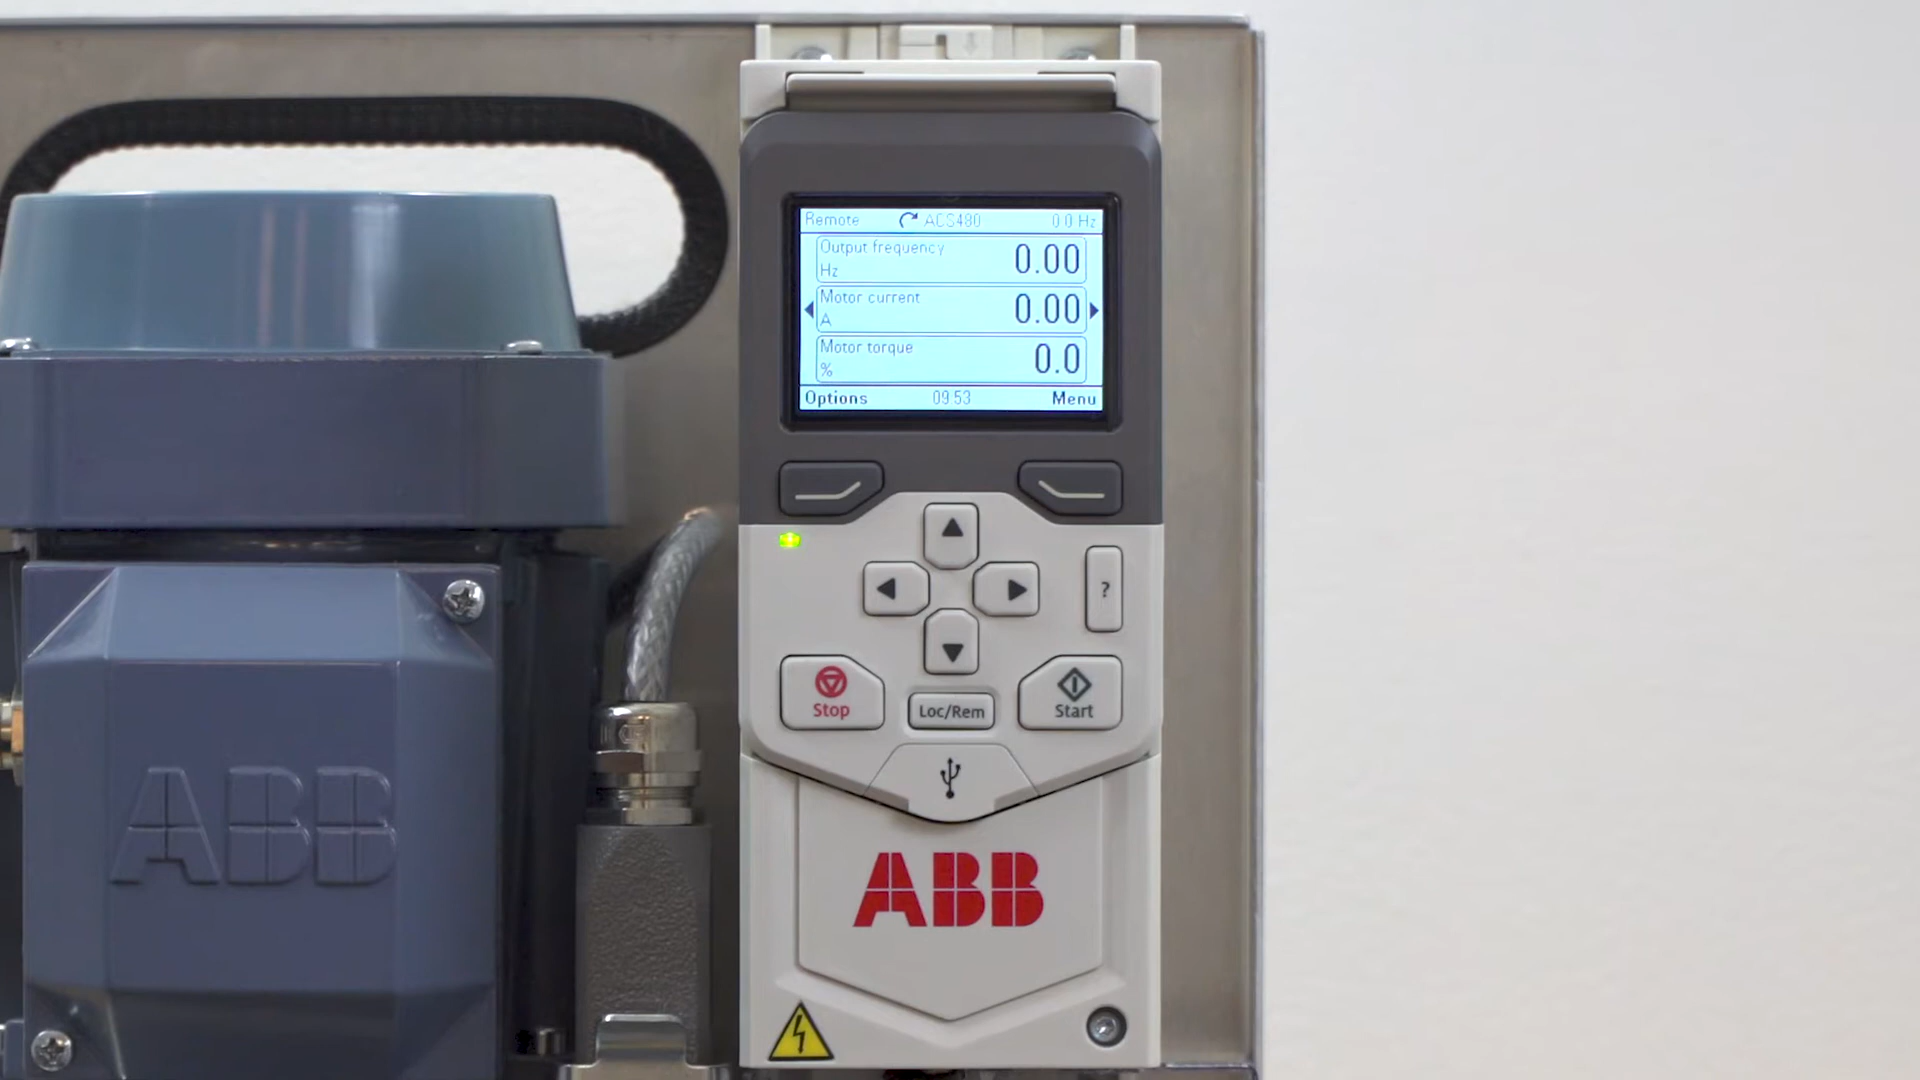 Remote ACS480 0.0 Hz
Output frequency
Hz 0.00
Motor current
A 0.00
Motor torque
% 0.0
Options 09:53 Menu
?
Stop Loc/Rem Start
ABB
ABB